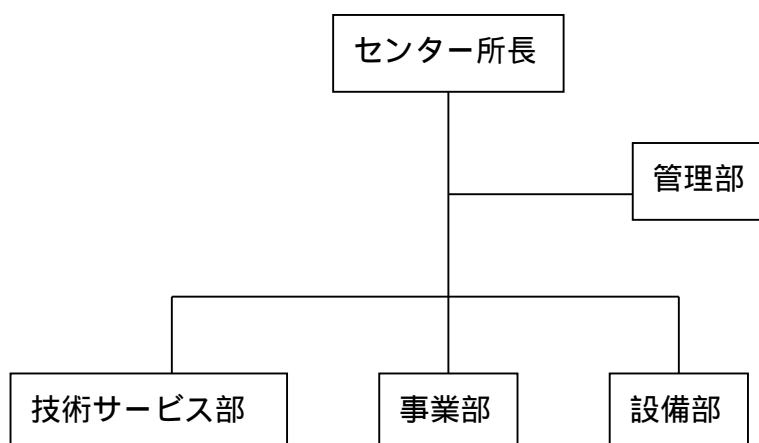 センター所長
管理部
技術サービス部
事業部
設備部